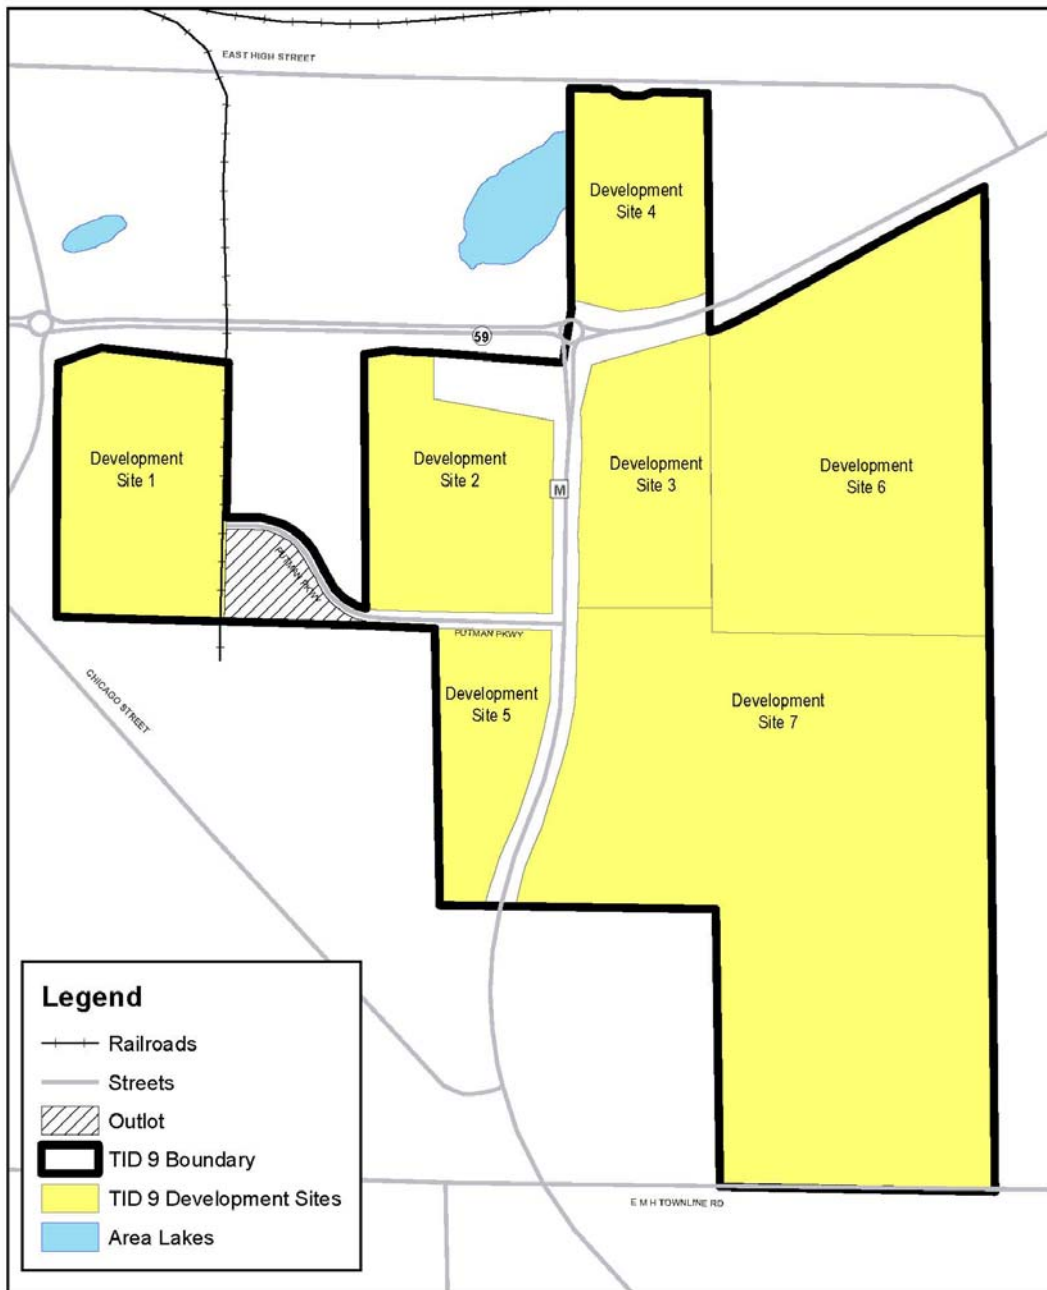 EAST HIGH STREET
Development
Site 4
59
Development
Site 1
Development
Site 2
Development
Site 3
Development
Site 6
M
PUTMAN PKWY
PUTMAN PKWY
CHICAGO STREET
Development
Site 5
Development
Site 7
Legend
Railroads
Streets
Outlot
TID 9 Boundary
TID 9 Development Sites
Area Lakes
E M H TOWNLINE RD